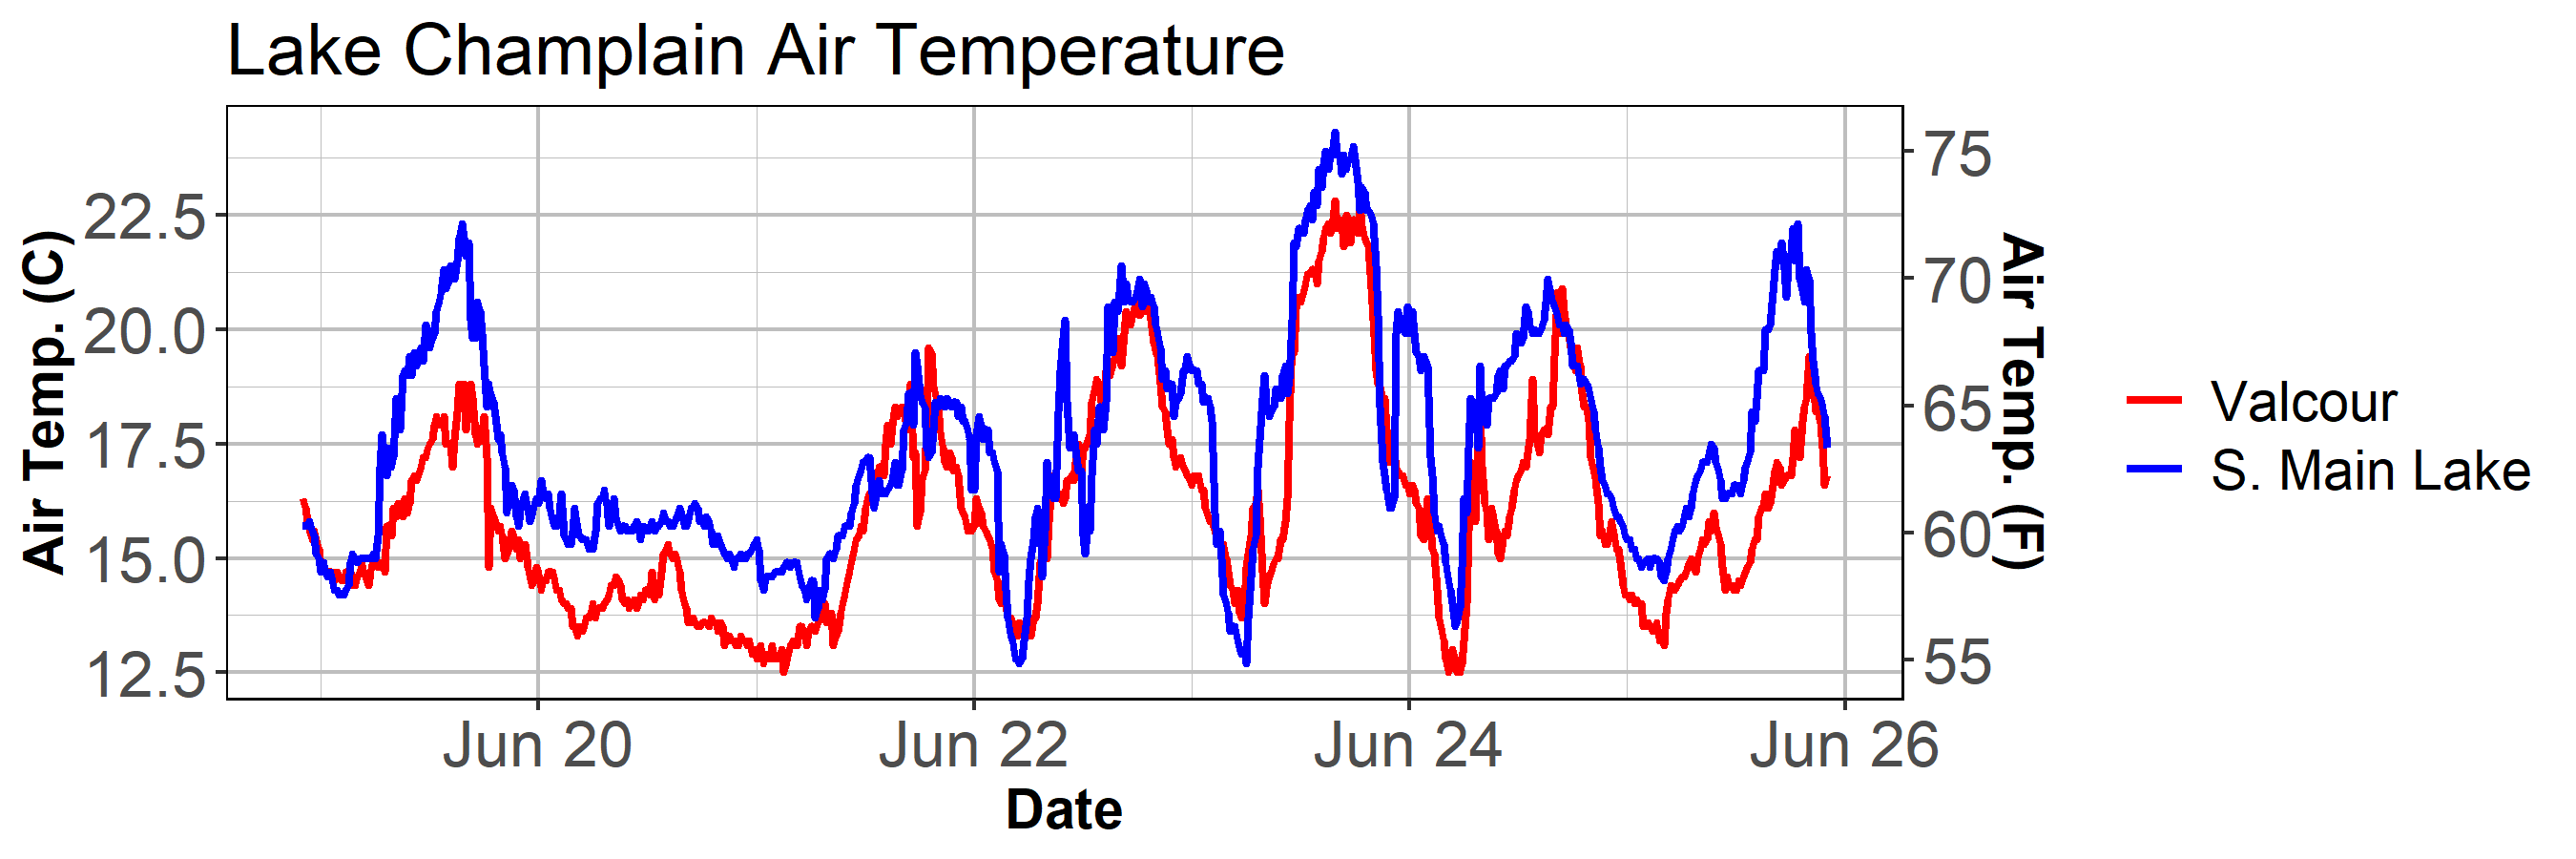 Lake Champlain Air Temperature
Air Temp. (C)
22.5
20.0
17.5
15.0
12.5
75
70
65
60
55
Air Temp. (F)
Jun 20
Jun 22
Jun 24
Jun 26
Date
Valcour
S. Main Lake